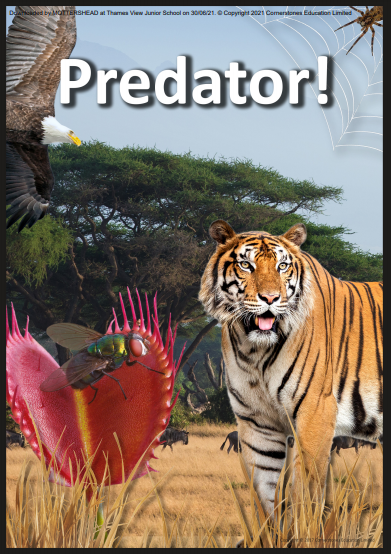 Downloaded by MOTTERSHEAD at Thames View Junior School on 30/06/21. © Copyright 2021 Cornerstones Education Limited
Predator!